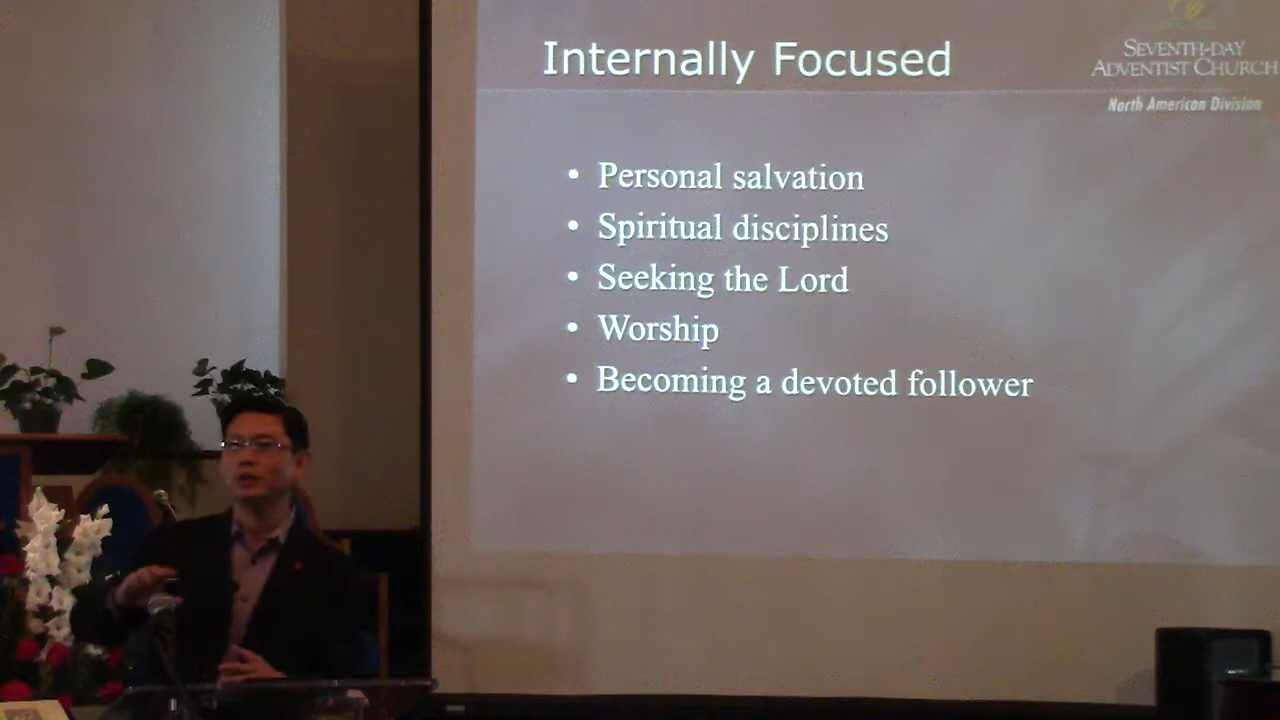 Internally Focused
SEVENTH-DAY
ADVENTIST CHURCH
North American Division
• Personal salvation
• Spiritual disciplines
• Seeking the Lord
• Worship
• Becoming a devoted follower